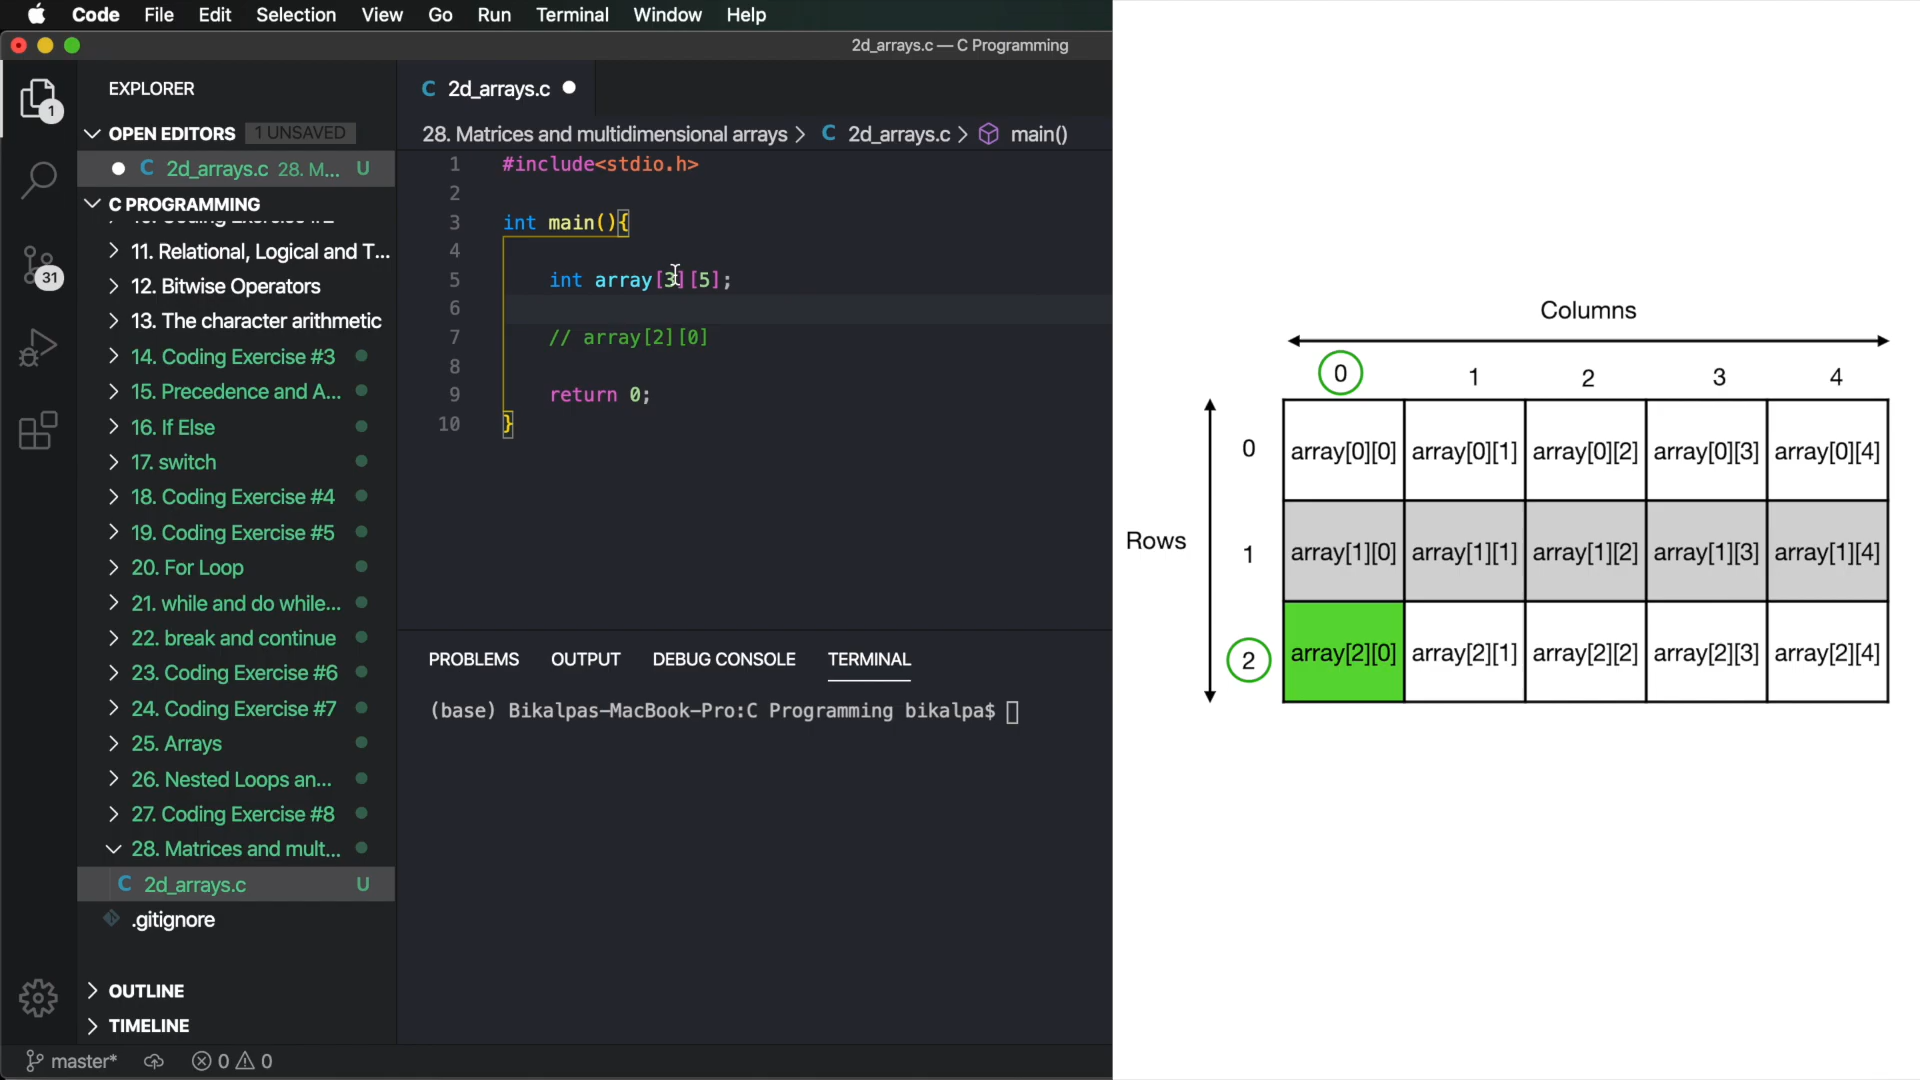 Code File Edit Selection View Go Run Terminal Window Help
2d_arrays.c — C Programming
EXPLORER
OPEN EDITORS 1 UNSAVED
2d_arrays.c 28. M... U
C PROGRAMMING
11. Relational, Logical and T...
12. Bitwise Operators
13. The character arithmetic
14. Coding Exercise #3
15. Precedence and A...
16. If Else
17. switch
18. Coding Exercise #4
19. Coding Exercise #5
20. For Loop
21. while and do while...
22. break and continue
23. Coding Exercise #6
24. Coding Exercise #7
25. Arrays
26. Nested Loops an...
27. Coding Exercise #8
28. Matrices and mult...
C 2d_arrays.c U
.gitignore
OUTLINE
TIMELINE
master* 0 0
1
31
C 2d_arrays.c
28. Matrices and multidimensional arrays > C 2d_arrays.c > main()
1 #include<stdio.h>
2
3 int main(){
4
5 int array[3][5];
6
7 // array[2][0]
8
9 return 0;
10 }
PROBLEMS OUTPUT DEBUG CONSOLE TERMINAL
(base) Bikalpas-MacBook-Pro:C Programming bikalpa$
Columns
0 1 2 3 4
0 array[0][0] array[0][1] array[0][2] array[0][3] array[0][4]
Rows
1 array[1][0] array[1][1] array[1][2] array[1][3] array[1][4]
2 array[2][0] array[2][1] array[2][2] array[2][3] array[2][4]